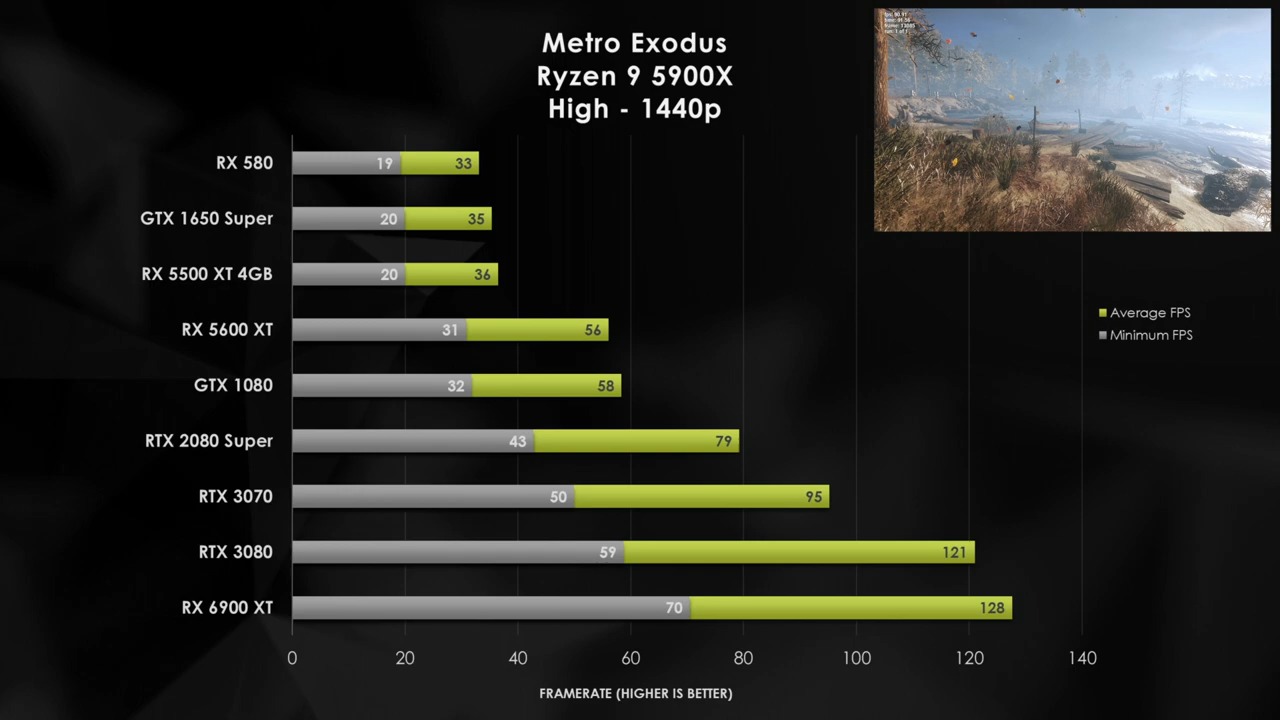 Metro Exodus
Ryzen 9 5900X
High - 1440p
RX 580 19 33
GTX 1650 Super 20 35
RX 5500 XT 4GB 20 36
RX 5600 XT 31 56
GTX 1080 32 58
RTX 2080 Super 43 79
RTX 3070 50 95
RTX 3080 59 121
RX 6900 XT 70 128
0 20 40 60 80 100 120 140
FRAMERATE (HIGHER IS BETTER)
Average FPS
Minimum FPS